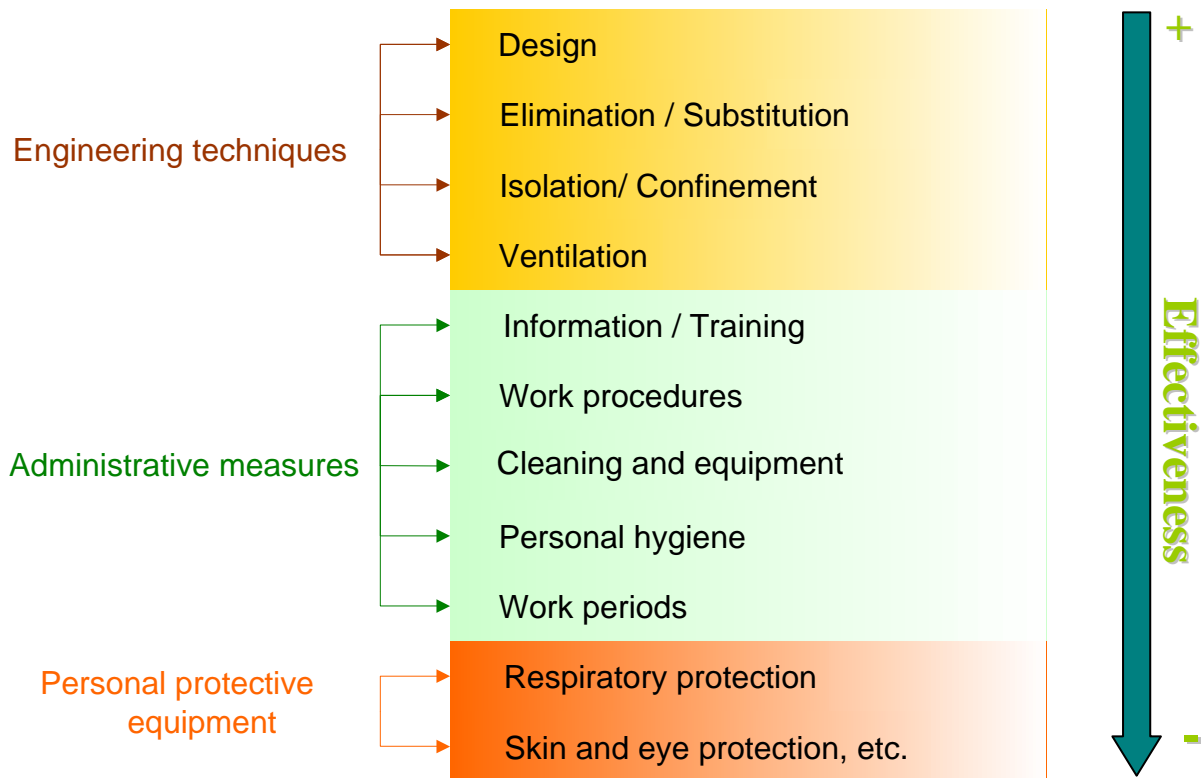 Engineering techniques
Design
Elimination / Substitution
Isolation/ Confinement
Ventilation
Administrative measures
Information / Training
Work procedures
Cleaning and equipment
Personal hygiene
Work periods
Personal protective
equipment
Respiratory protection
Skin and eye protection, etc.
+
Effectiveness
-